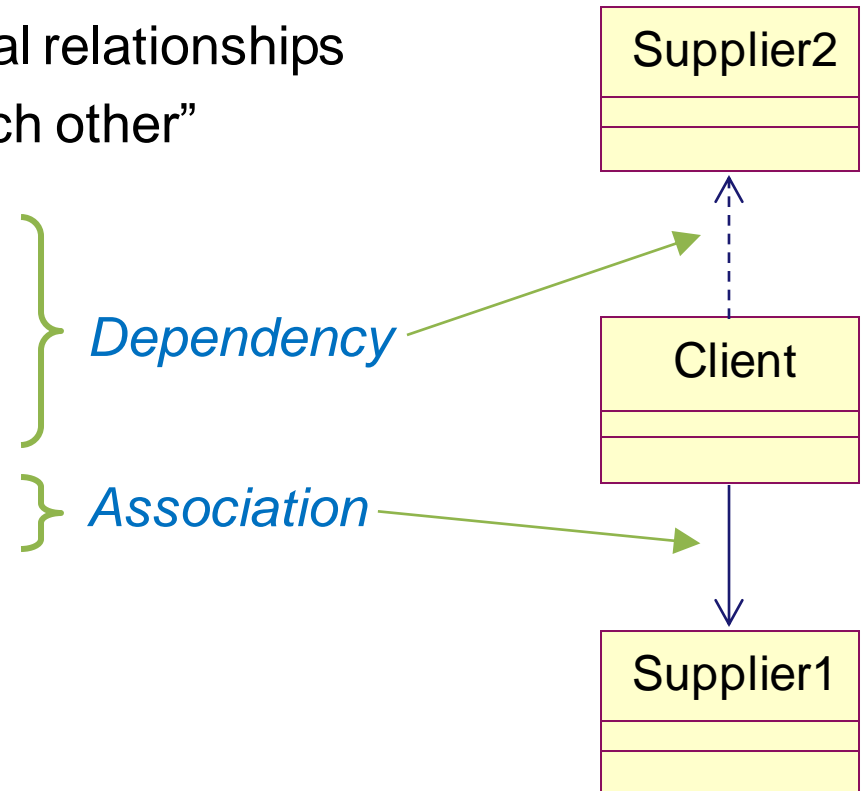 al relationships
ch other”
Supplier2
Dependency
Client
Association
Supplier1